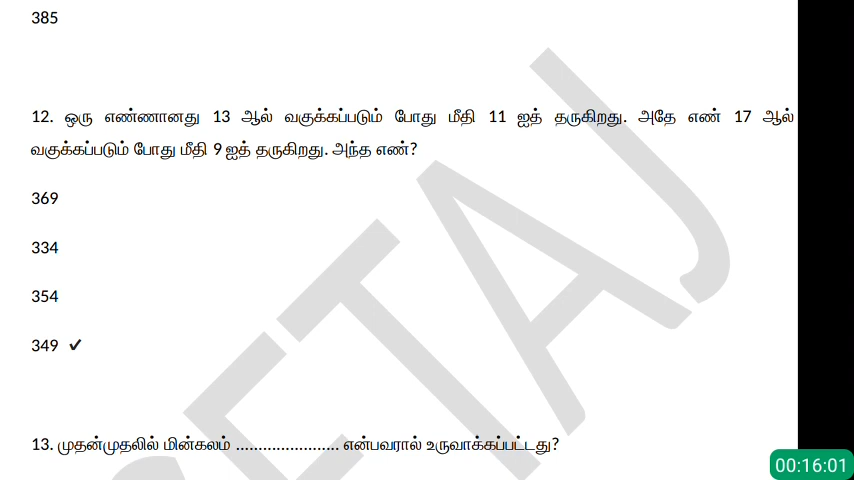 385
12. ஒரு எண்ணானது 13 ஆல் வகுக்கப்படும் போது மீதி 11 ஐத் தருகிறது. அதே எண் 17 ஆல்
வகுக்கப்படும் போது மீதி 9 ஐத் தருகிறது. அந்த எண்?
369
334
354
349 ✓
13. முதன்முதலில் மின்கலம் ....................... என்பவரால் உருவாக்கப்பட்டது?
ETAJ
00:16:01